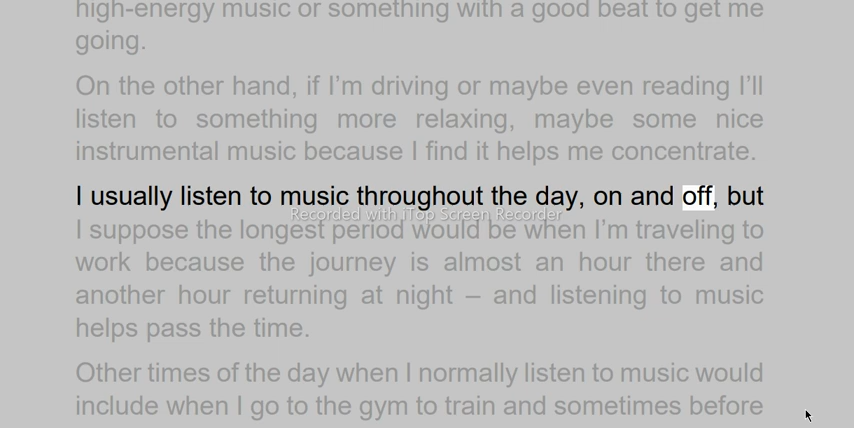 high-energy music or something with a good beat to get me
going.
On the other hand, if I'm driving or maybe even reading I'll
listen to something more relaxing, maybe some nice
instrumental music because I find it helps me concentrate.
I usually listen to music throughout the day, on and off, but
Recorded with iTop Screen Recorder
I suppose the longest period would be when I'm traveling to
work because the journey is almost an hour there and
another hour returning at night – and listening to music
helps pass the time.
Other times of the day when I normally listen to music would
include when I go to the gym to train and sometimes before